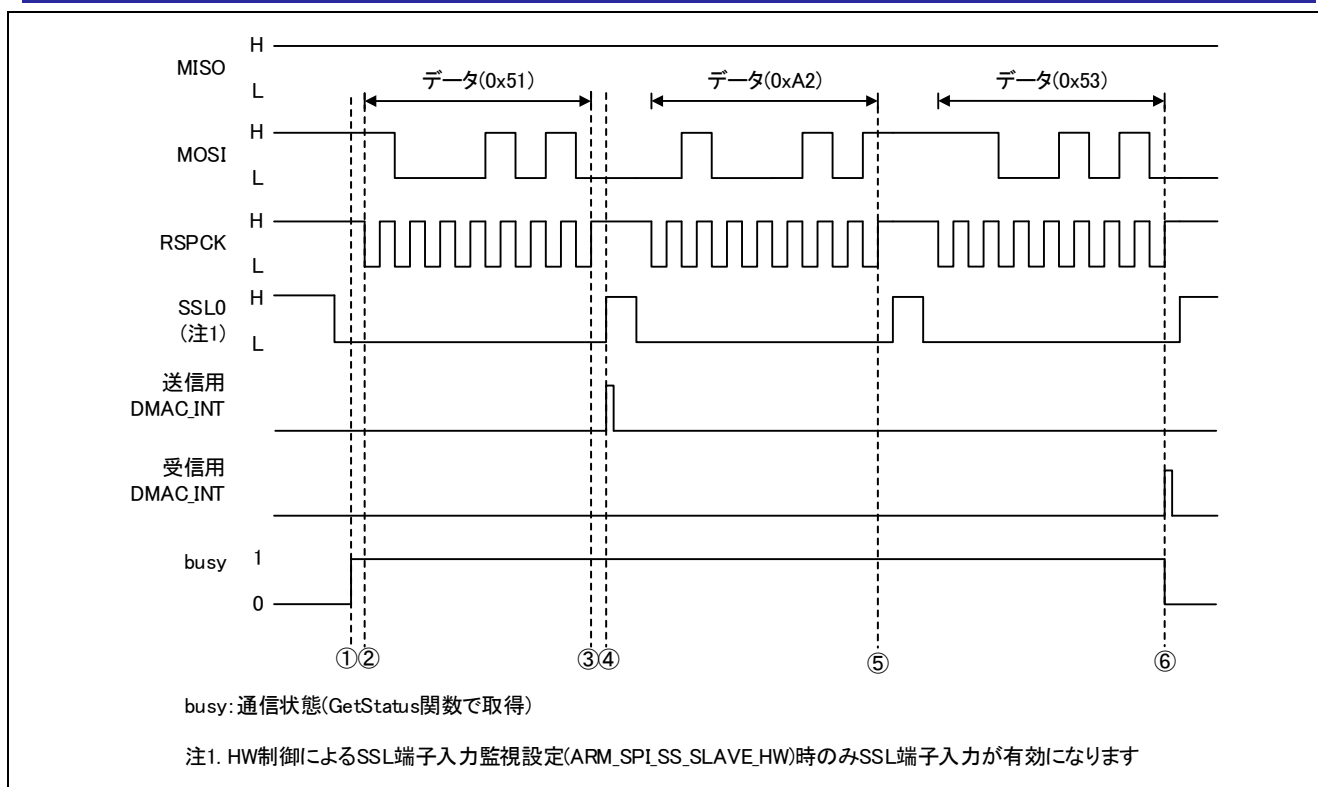 H
MISO
L
データ(0x51)
データ(0xA2)
データ(0x53)
H
MOSI
L
H
RSPCK
L
H
SSL0
(注1)
L
送信用
DMAC_INT
受信用
DMAC_INT
busy
1
0
①②
③④
⑤
⑥
busy:通信状態(GetStatus関数で取得)
注1. HW制御によるSSL端子入力監視設定(ARM_SPI_SS_SLAVE_HW)時のみSSL端子入力が有効になります